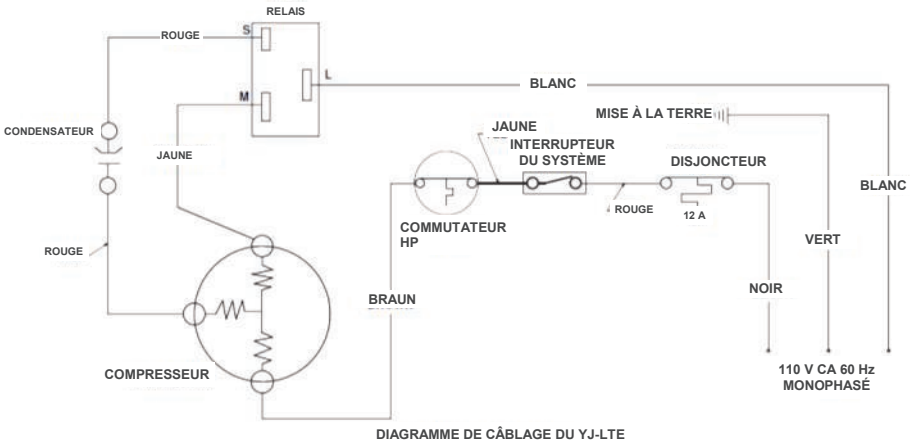 RELAIS
ROUGE
S
L
BLANC
M
MISE À LA TERRE
CONDENSATEUR
JAUNE
JAUNE
INTERRUPTEUR
DU SYSTÈME
DISJONCTEUR
BLANC
ROUGE
12 A
COMMUTATEUR
HP
VERT
ROUGE
BRAUN
NOIR
COMPRESSEUR
110 V CA 60 Hz
MONOPHASÉ
DIAGRAMME DE CÂBLAGE DU YJ-LTE